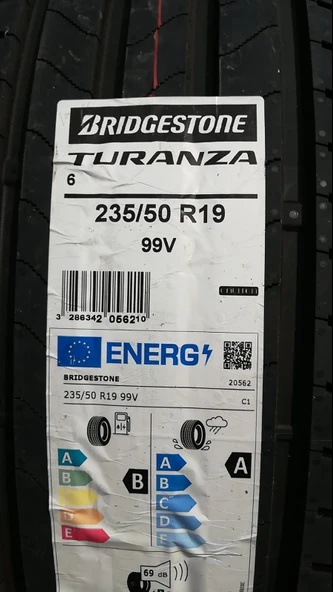 BRIDGESTONE
TURANZA
6
235/50 R19
99V
3 286342 056210
ENERG
BRIDGESTONE 20562
235/50 R19 99V C1
A A
B B
C
D D
E E
B A
69 dB